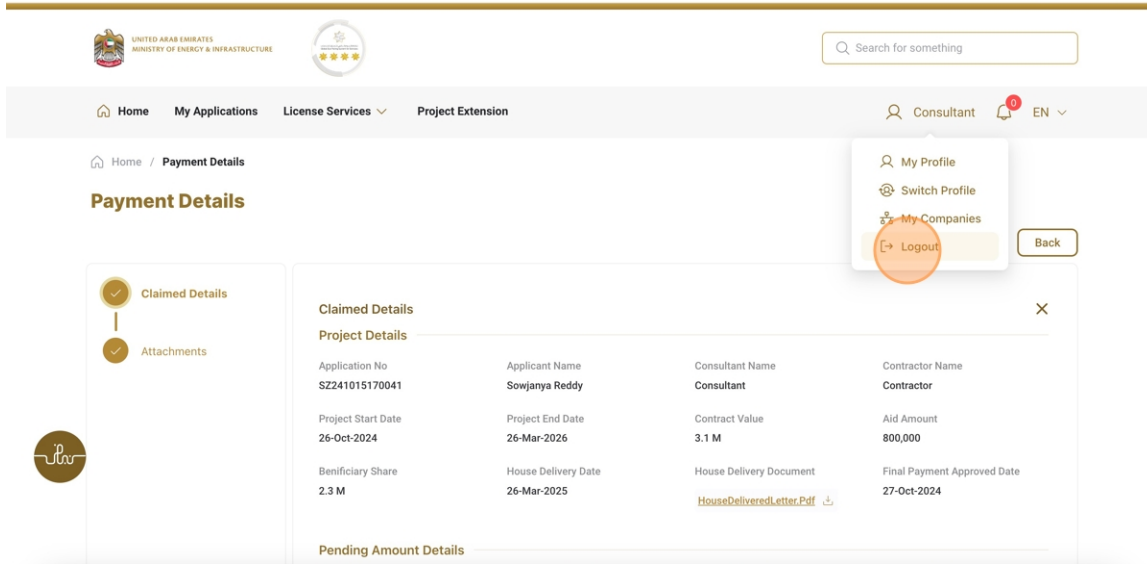 UNITED ARAB EMIRATES
MINISTRY OF ENERGY & INFRASTRUCTURE
Search for something
Home My Applications License Services Project Extension Consultant 0 EN
Home / Payment Details
My Profile
Payment Details
Switch Profile
My Companies
Logout
Back
Claimed Details
Attachments
Claimed Details
Project Details
Application No Applicant Name Consultant Name Contractor Name
SZ241015170041 Sowjanya Reddy Consultant Contractor
Project Start Date Project End Date Contract Value Aid Amount
26-Oct-2024 26-Mar-2026 3.1 M 800,000
Benificiary Share House Delivery Date House Delivery Document Final Payment Approved Date
2.3 M 26-Mar-2025 HouseDeliveredLetter.Pdf 27-Oct-2024
Pending Amount Details